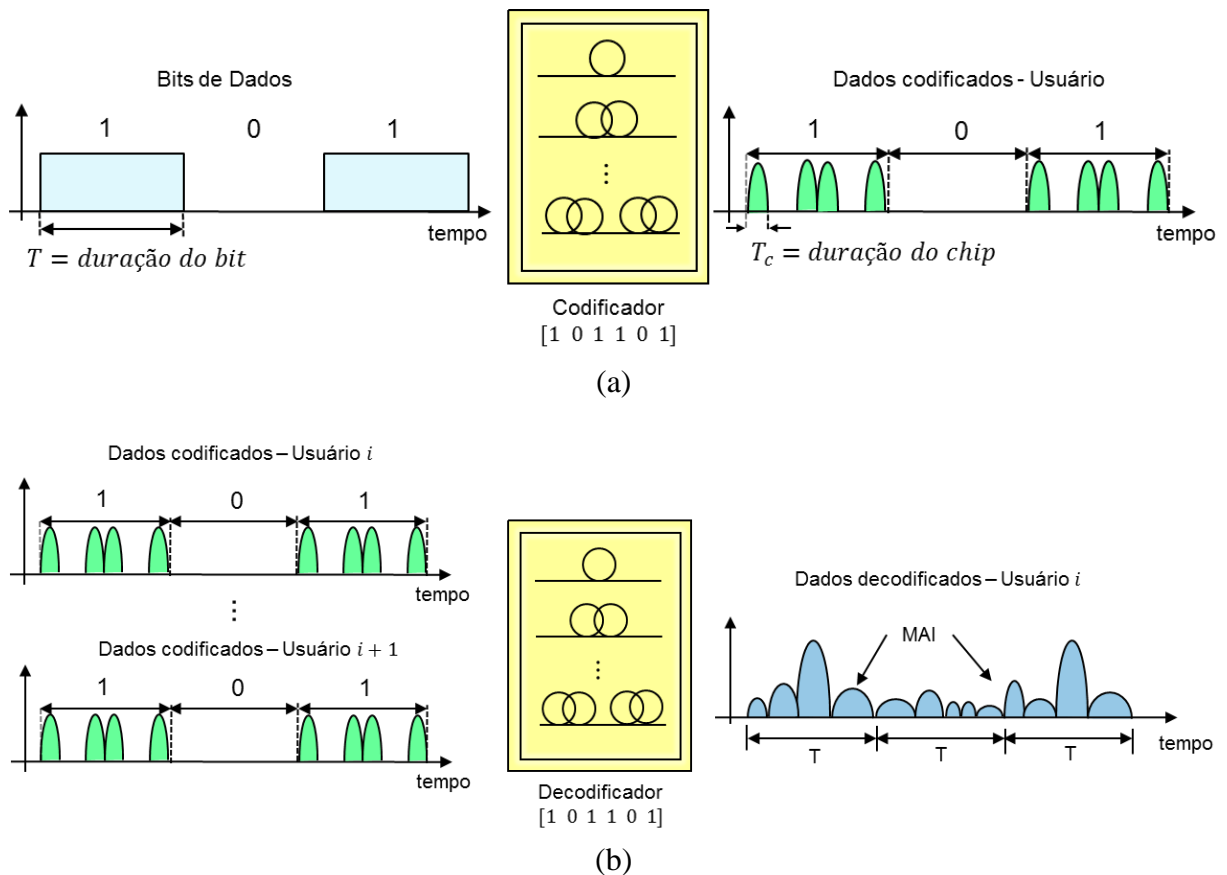 Bits de Dados
1 0 1
tempo
T = duração do bit
⋮
Codificador
[1 0 1 1 0 1]
Dados codificados - Usuário
1 0 1
tempo
T_c = duração do chip
(a)
Dados codificados – Usuário i
1 0 1
tempo
⋮
Dados codificados – Usuário i + 1
1 0 1
tempo
⋮
Decodificador
[1 0 1 1 0 1]
Dados decodificados – Usuário i
MAI
T T T
tempo
(b)